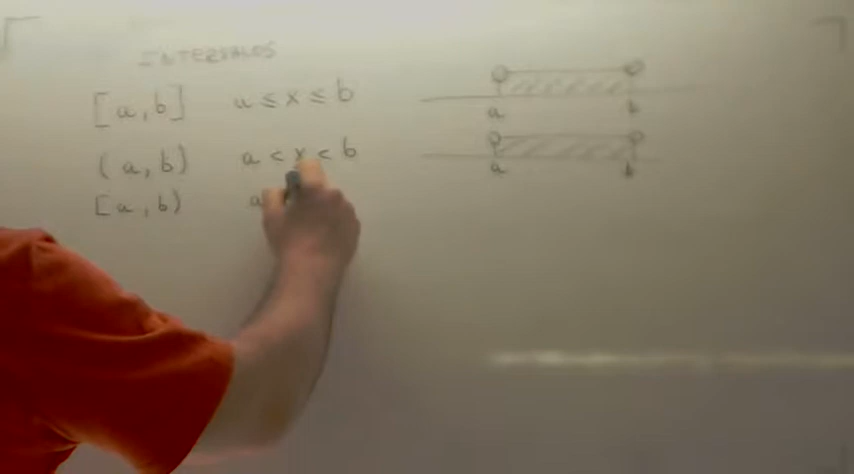 INTERVALOS
[a, b] a ≤ x ≤ b
a b
(a, b) a < x < b
a b
[a, b) a